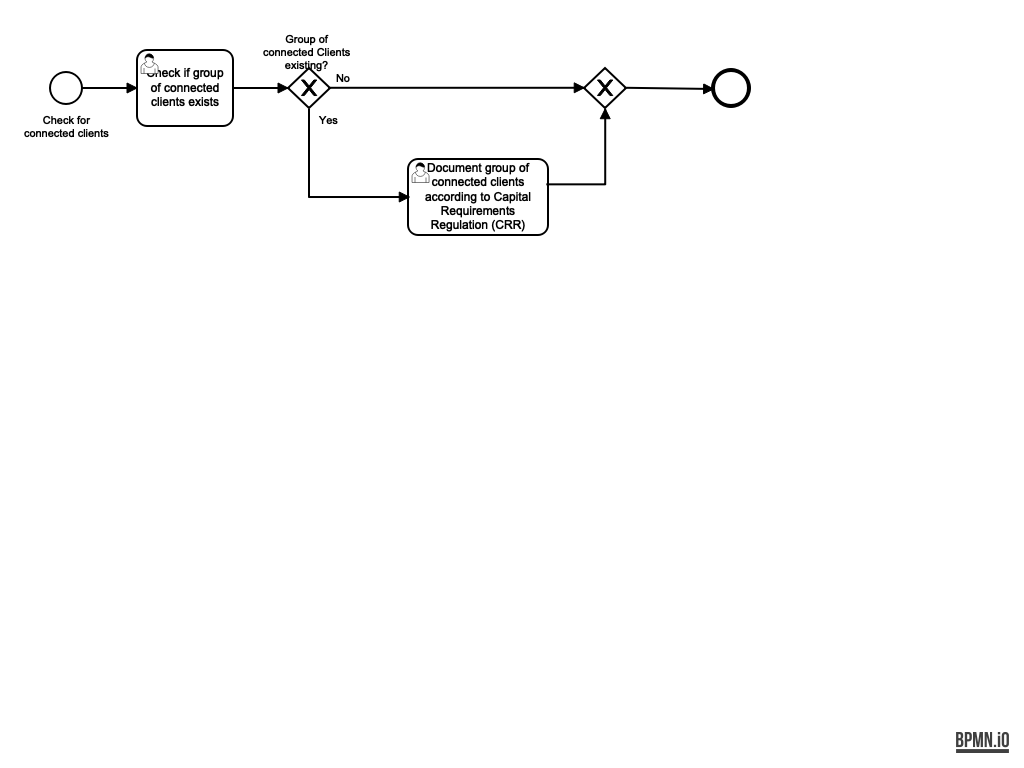 Group of
connected Clients
existing?
Check if group
of connected
clients exists
No
Check for
connected clients
Yes
Document group of
connected clients
according to Capital
Requirements
Regulation (CRR)
BPMN.iO